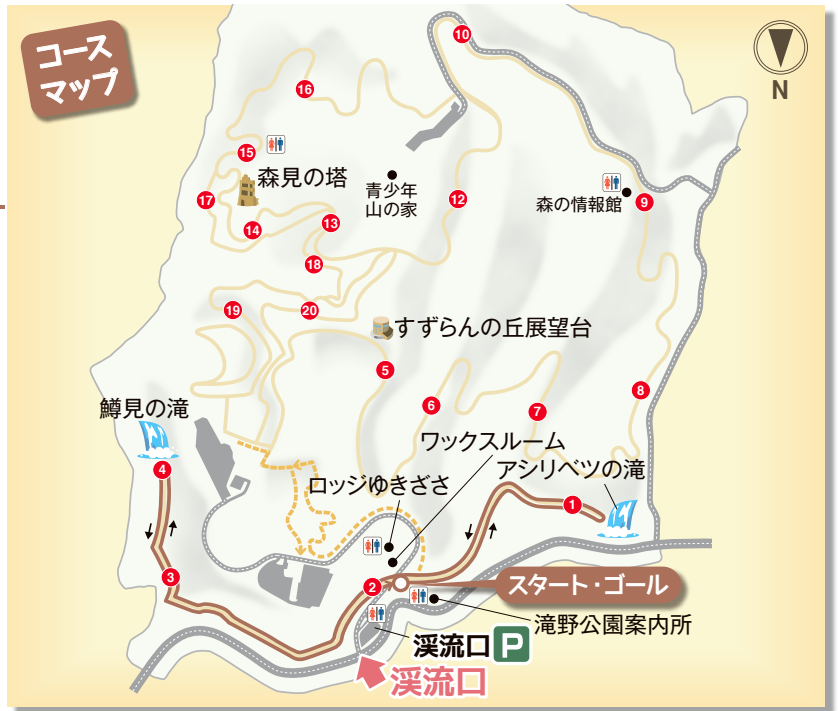 コース
マップ
N
10
16
15
森見の塔
青少年
山の家
12
森の情報館
9
17
14
13
18
19
20
すずらんの丘展望台
5
6
7
8
鱒見の滝
4
ワックスルーム
アシリベツの滝
ロッジゆきざさ
1
3
2
スタート・ゴール
滝野公園案内所
渓流口 P
渓流口